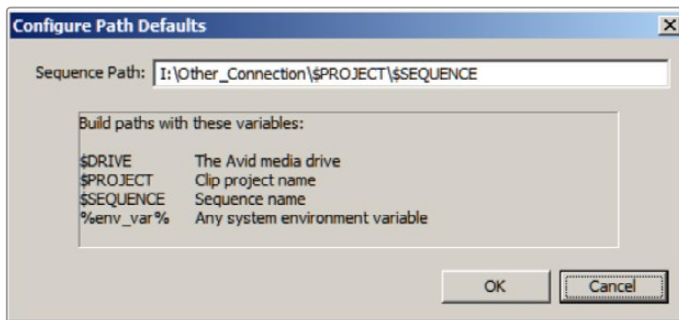 Configure Path Defaults
Sequence Path: I:\Other_Connection\$PROJECT\$SEQUENCE
Build paths with these variables:
$DRIVE The Avid media drive
$PROJECT Clip project name
$SEQUENCE Sequence name
%env_var% Any system environment variable
OK Cancel